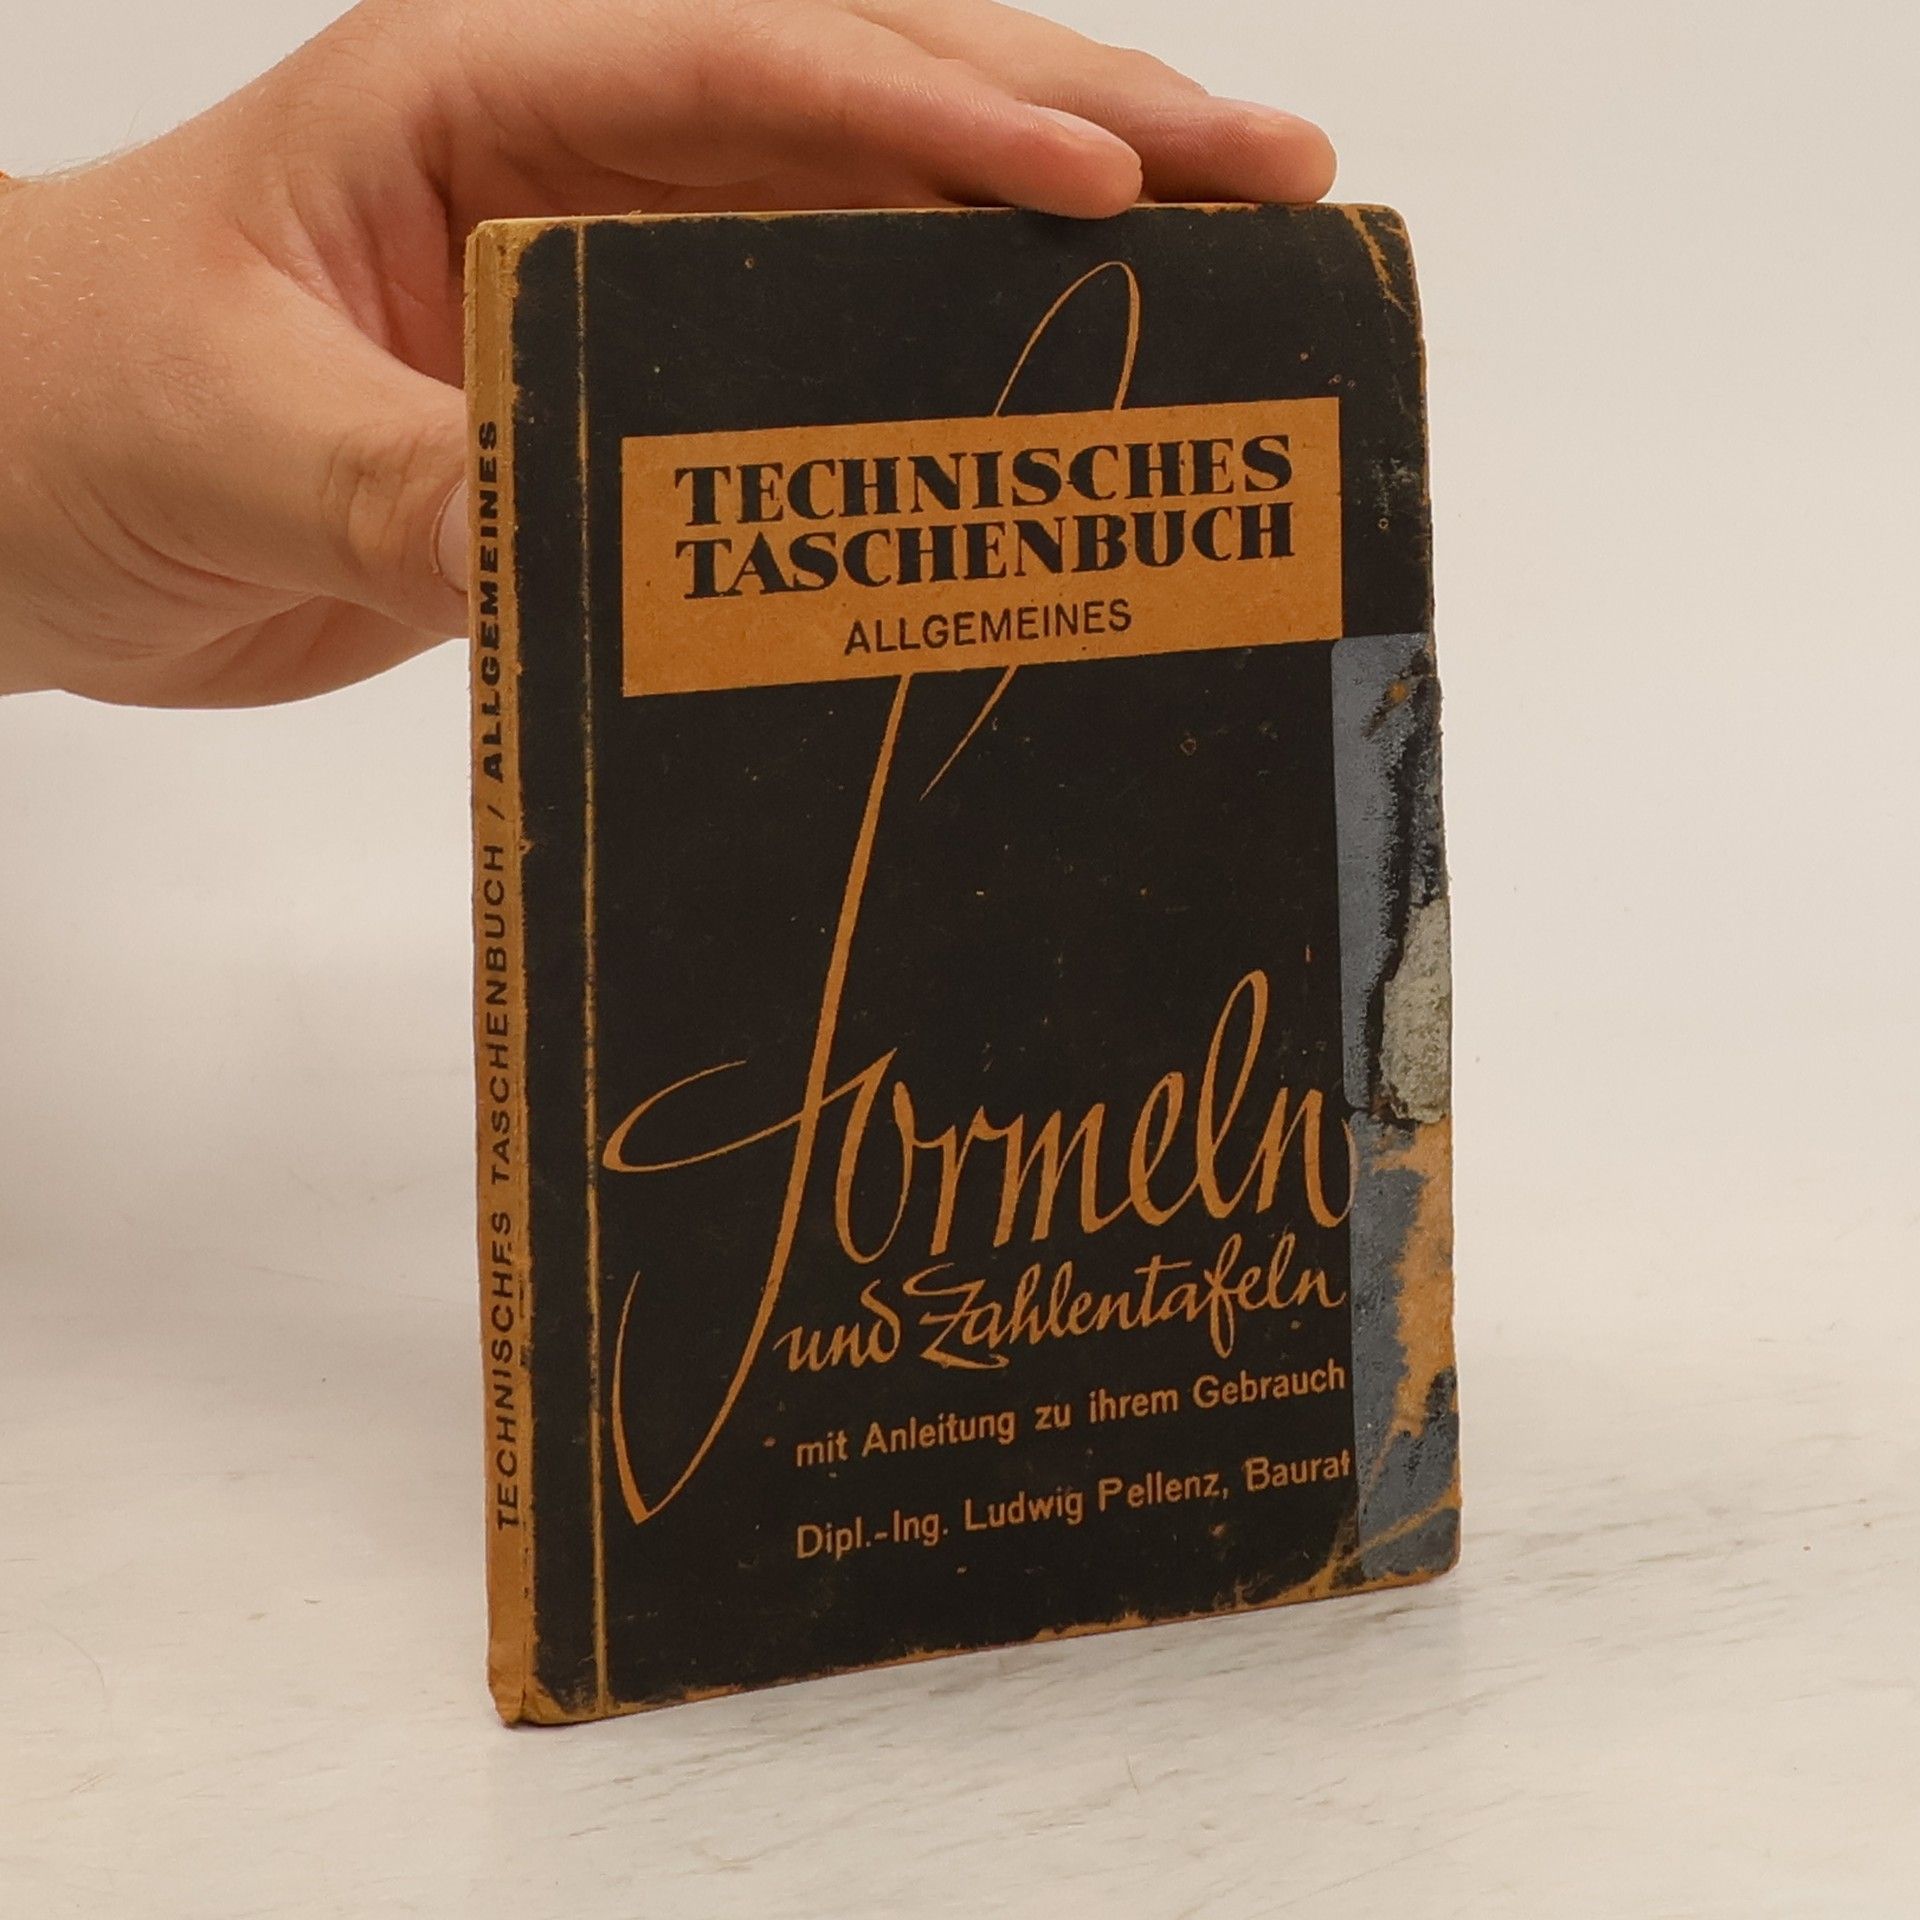 TECHNISCHES TASCHENBUCH / ALLGEMEINES
TECHNISCHES
TASCHENBUCH
ALLGEMEINES
Formeln
und Zahlentafeln
mit Anleitung zu ihrem Gebrauch
Dipl.-Ing. Ludwig Pellenz, Baurat